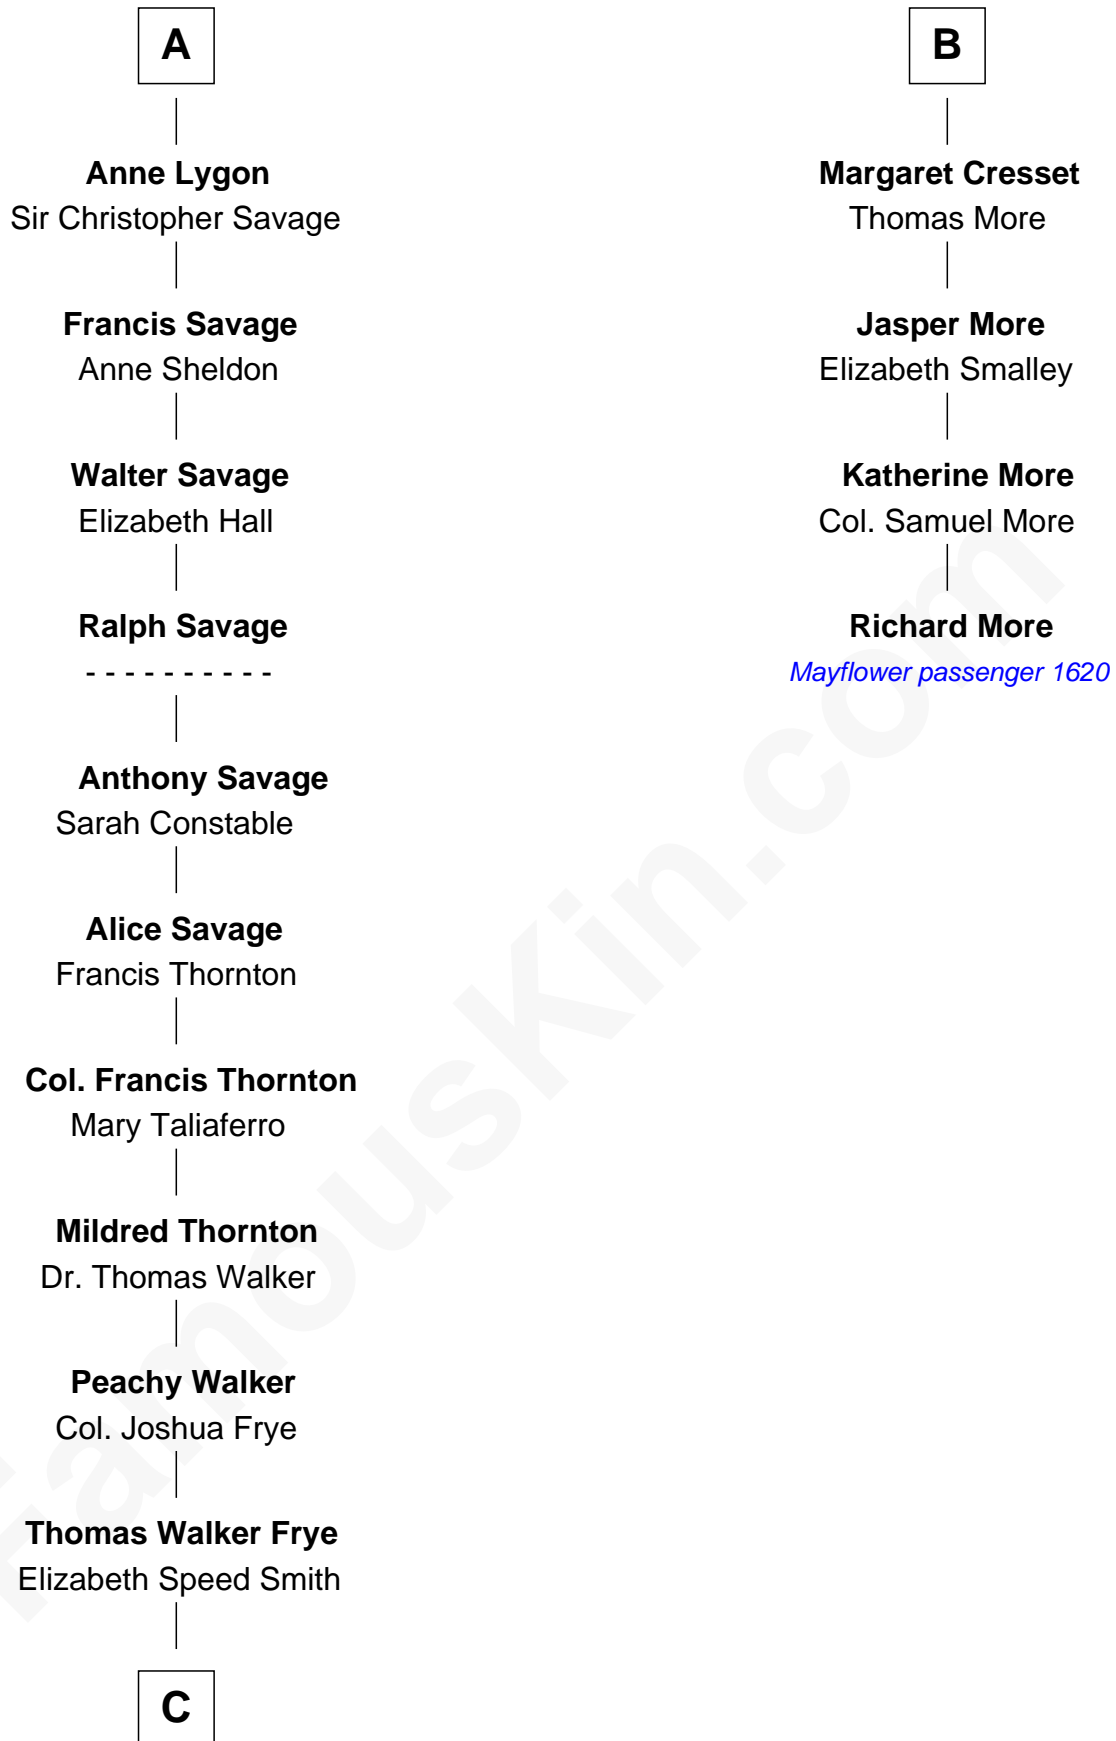 A
Anne Lygon
Sir Christopher Savage
Francis Savage
Anne Sheldon
Walter Savage
Elizabeth Hall
Ralph Savage
- - - - - - - - - -
Anthony Savage
Sarah Constable
Alice Savage
Francis Thornton
Col. Francis Thornton
Mary Taliaferro
Mildred Thornton
Dr. Thomas Walker
Peachy Walker
Col. Joshua Frye
Thomas Walker Frye
Elizabeth Speed Smith
C
B
Margaret Cresset
Thomas More
Jasper More
Elizabeth Smalley
Katherine More
Col. Samuel More
Richard More
Mayflower passenger 1620
FamousKin.com